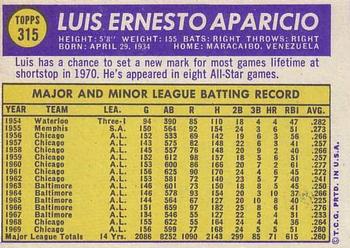 TOPPS
315
LUIS ERNESTO APARICIO
HEIGHT: 5'8" WEIGHT: 155 BATS: RIGHT THROWS: RIGHT
BORN: APRIL 29, 1934 HOME: MARACAIBO, VENEZUELA
Luis has a chance to set a new mark for most games lifetime at
shortstop in 1970. He's appeared in eight All-Star games.
MAJOR AND MINOR LEAGUE BATTING RECORD
YEAR TEAM LEA. G AB R H 2B 3B HR RBI AVG.
1954 Waterloo Three-I 94 390 85 110 4 4 47 .282
1955 Memphis S.A. 150 564 92 154 6 51 .273
1956 Chicago A.L. 152 533 69 142 19 6 3 56 .266
1957 Chicago A.L. 143 575 82 148 22 6 3 41 .257
1958 Chicago A.L. 145 557 76 148 20 9 2 40 .266
1959 Chicago A.L. 152 612 98 157 18 5 6 51 .257
1960 Chicago A.L. 153 600 86 166 20 7 2 61 .277
1961 Chicago A.L. 156 625 90 170 24 4 6 45 .272
1962 Chicago A.L. 153 581 72 140 23 5 7 40 .241
1963 Baltimore A.L. 146 601 73 150 18 8 5 45 .250
1964 Baltimore A.L. 146 578 93 154 20 3 10 37 .266
1965 Baltimore A.L. 144 564 67 127 20 10 8 40 .225
1966 Baltimore A.L. 151 659 97 182 25 8 6 41 .276
1967 Baltimore A.L. 134 546 55 127 22 5 4 31 .233
1968 Chicago A.L. 155 622 55 164 24 4 4 36 .264
1969 Chicago A.L. 156 599 77 168 24 5 5 51 .280
Major League Totals 14 Yrs. 2086 8252 1090 2143 299 85 71 615 .260
©T.C.G. PRTD. IN U.S.A.